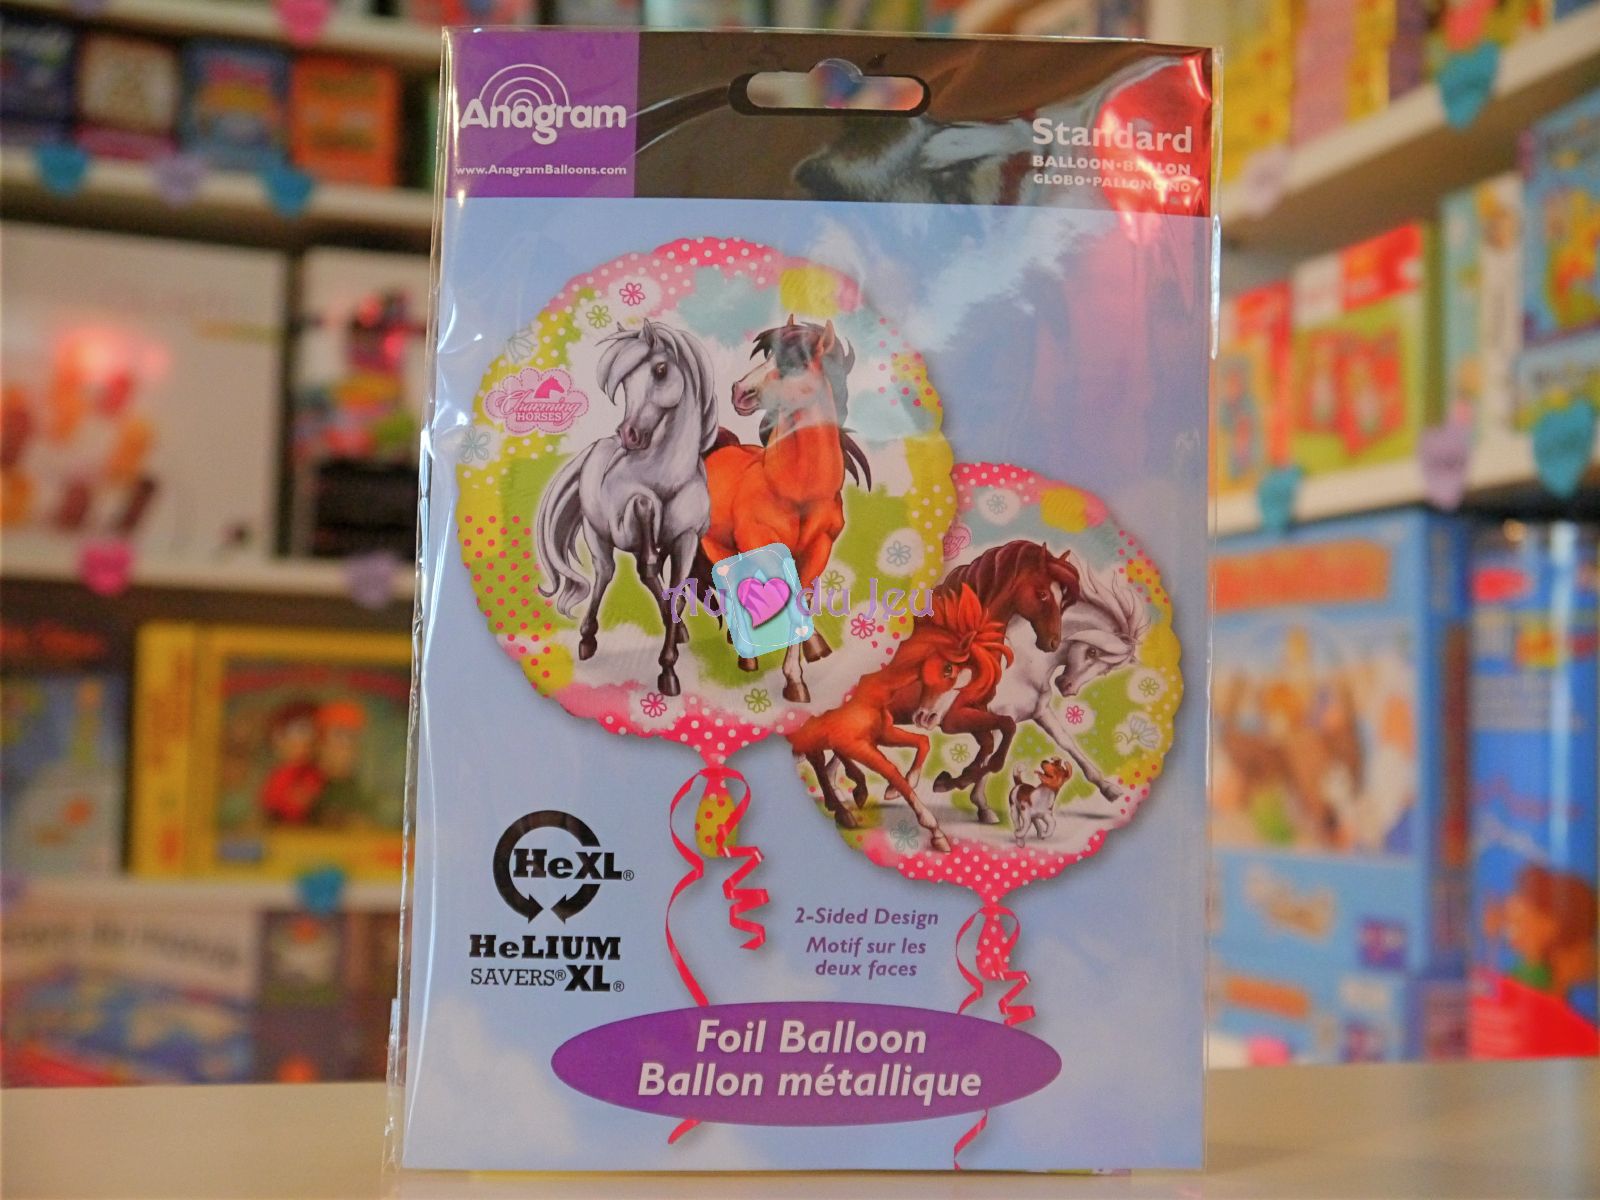 Anagram
www.AnagramBalloons.com
Standard
BALLOON•BALLON
GLOBO•PALLONCINO
Charming
HORSES
Au du Jeu
HeXL®
HeLIUM
SAVERS®XL®
2-Sided Design
Motif sur les
deux faces
Foil Balloon
Ballon métallique